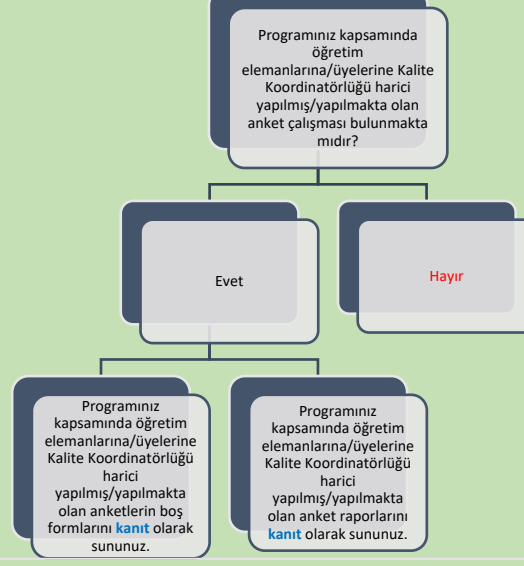 Programınız kapsamında
öğretim
elemanlarına/üyelerine Kalite
Koordinatörlüğü harici
yapılmış/yapılmakta olan
anket çalışması bulunmakta
mıdır?
Evet
Hayır
Programınız
kapsamında öğretim
elemanlarına/üyelerine
Kalite Koordinatörlüğü
harici
yapılmış/yapılmakta
olan anketlerin boş
formlarını kanıt olarak
sununuz.
Programınız
kapsamında öğretim
elemanlarına/üyelerine
Kalite Koordinatörlüğü
harici
yapılmış/yapılmakta
olan anket raporlarını
kanıt olarak sununuz.